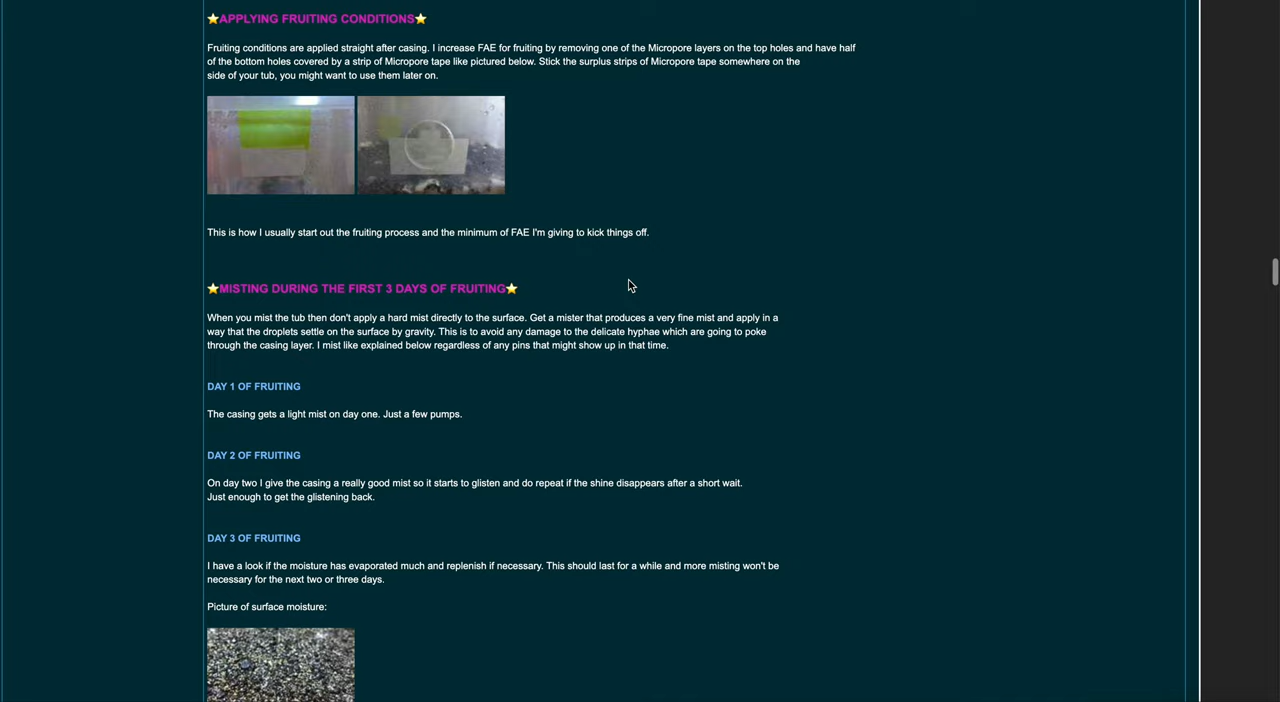 ⭐APPLYING FRUITING CONDITIONS⭐
Fruiting conditions are applied straight after casing. I increase FAE for fruiting by removing one of the Micropore layers on the top holes and have half
of the bottom holes covered by a strip of Micropore tape like pictured below. Stick the surplus strips of Micropore tape somewhere on the
side of your tub, you might want to use them later on.
This is how I usually start out the fruiting process and the minimum of FAE I'm giving to kick things off.
⭐MISTING DURING THE FIRST 3 DAYS OF FRUITING⭐
When you mist the tub then don't apply a hard mist directly to the surface. Get a mister that produces a very fine mist and apply in a
way that the droplets settle on the surface by gravity. This is to avoid any damage to the delicate hyphae which are going to poke
through the casing layer. I mist like explained below regardless of any pins that might show up in that time.
DAY 1 OF FRUITING
The casing gets a light mist on day one. Just a few pumps.
DAY 2 OF FRUITING
On day two I give the casing a really good mist so it starts to glisten and do repeat if the shine disappears after a short wait.
Just enough to get the glistening back.
DAY 3 OF FRUITING
I have a look if the moisture has evaporated much and replenish if necessary. This should last for a while and more misting won't be
necessary for the next two or three days.
Picture of surface moisture: